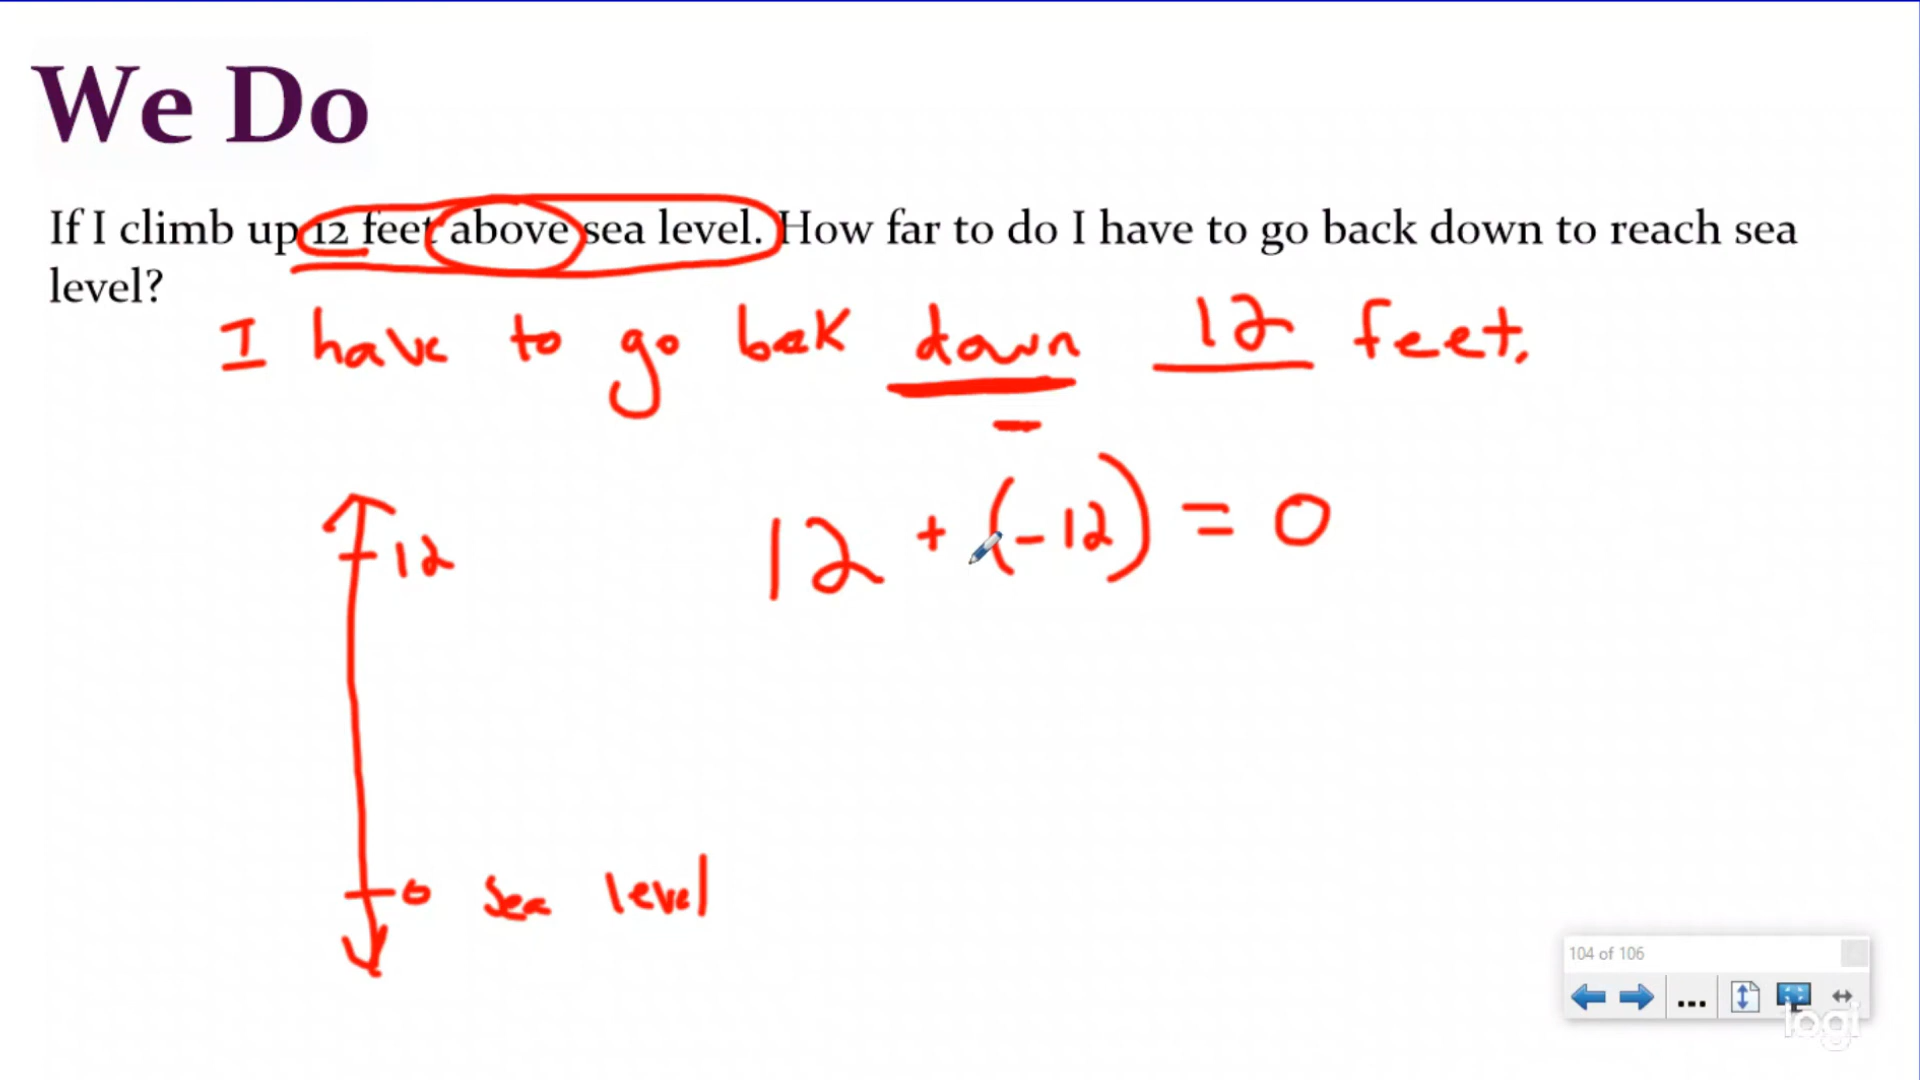 We Do
If I climb up 12 feet above sea level. How far to do I have to go back down to reach sea
level?
I have to go back down 12 feet.
12 + (-12) = 0
12
0 sea level
104 of 106
...
logi